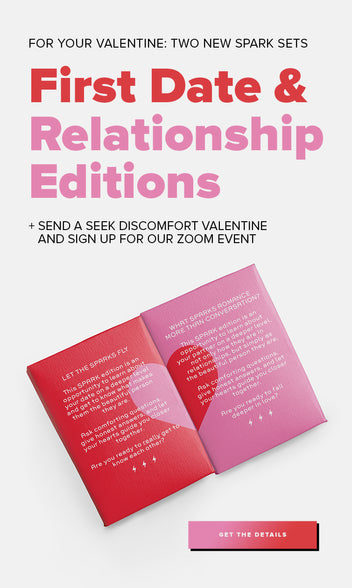 FOR YOUR VALENTINE: TWO NEW SPARK SETS
First Date &
Relationship
Editions
+ SEND A SEEK DISCOMFORT VALENTINE
AND SIGN UP FOR OUR ZOOM EVENT
LET THE SPARKS FLY
This SPARK edition is an
opportunity to learn about
your date on a deeper level
and get to know what makes
them the beautiful person
they are.
Ask comforting questions,
give honest answers, and let
your hearts guide you closer
together.
Are you ready to really get to
know each other?
WHAT SPARKS ROMANCE
MORE THAN CONVERSATION?
This SPARK edition is an
opportunity to learn about
your person on a deeper level,
not only how they are in
relationship, but simply as
the beautiful person they are.
Ask comforting questions,
give honest answers, and let
your hearts guide you closer
together.
Are you ready to fall
deeper in love?
GET THE DETAILS